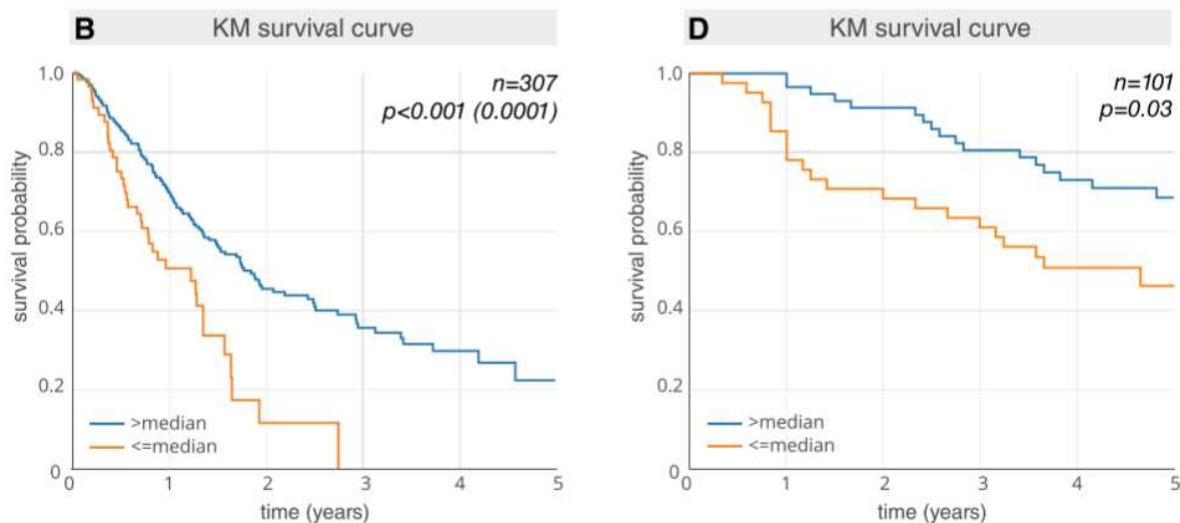 B KM survival curve
n=307
p<0.001 (0.0001)
1.0
0.8
0.6
0.4
0.2
0
survival probability
>median
<=median
0 1 2 3 4 5
time (years)
D KM survival curve
n=101
p=0.03
1.0
0.8
0.6
0.4
0.2
0
survival probability
>median
<=median
0 1 2 3 4 5
time (years)